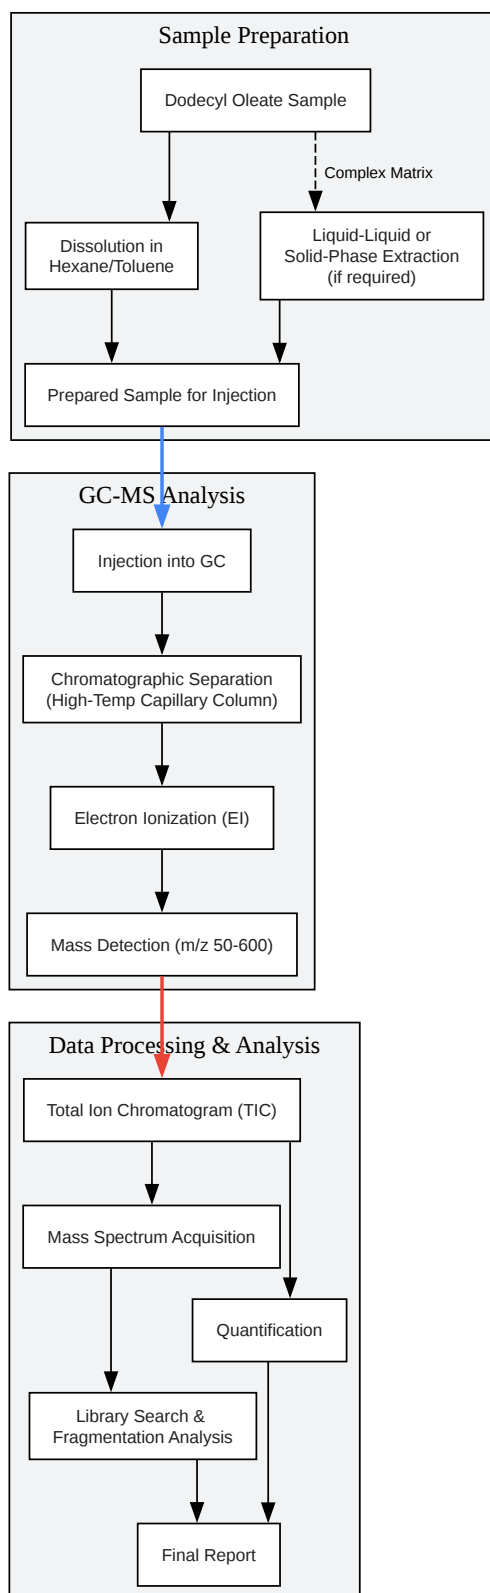 Sample Preparation
Dodecyl Oleate Sample
Complex Matrix
Dissolution in
Hexane/Toluene
Liquid-Liquid or
Solid-Phase Extraction
(if required)
Prepared Sample for Injection
GC-MS Analysis
Injection into GC
Chromatographic Separation
(High-Temp Capillary Column)
Electron Ionization (EI)
Mass Detection (m/z 50-600)
Data Processing & Analysis
Total Ion Chromatogram (TIC)
Mass Spectrum Acquisition
Quantification
Library Search &
Fragmentation Analysis
Final Report